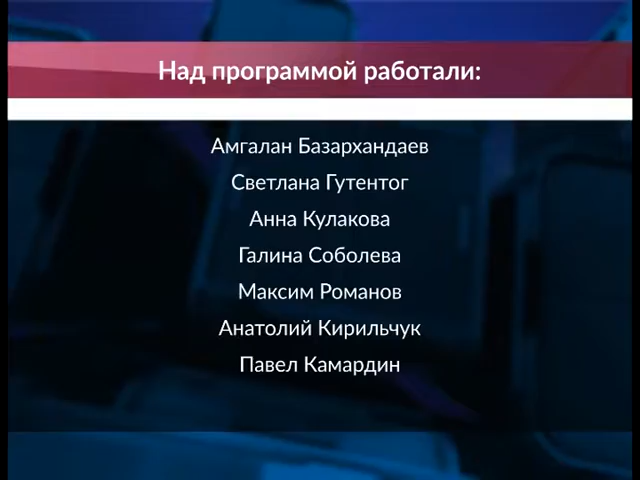 Над программой работали:
Амгалан Базархандаев
Светлана Гутентог
Анна Кулакова
Галина Соболева
Максим Романов
Анатолий Кирильчук
Павел Камардин